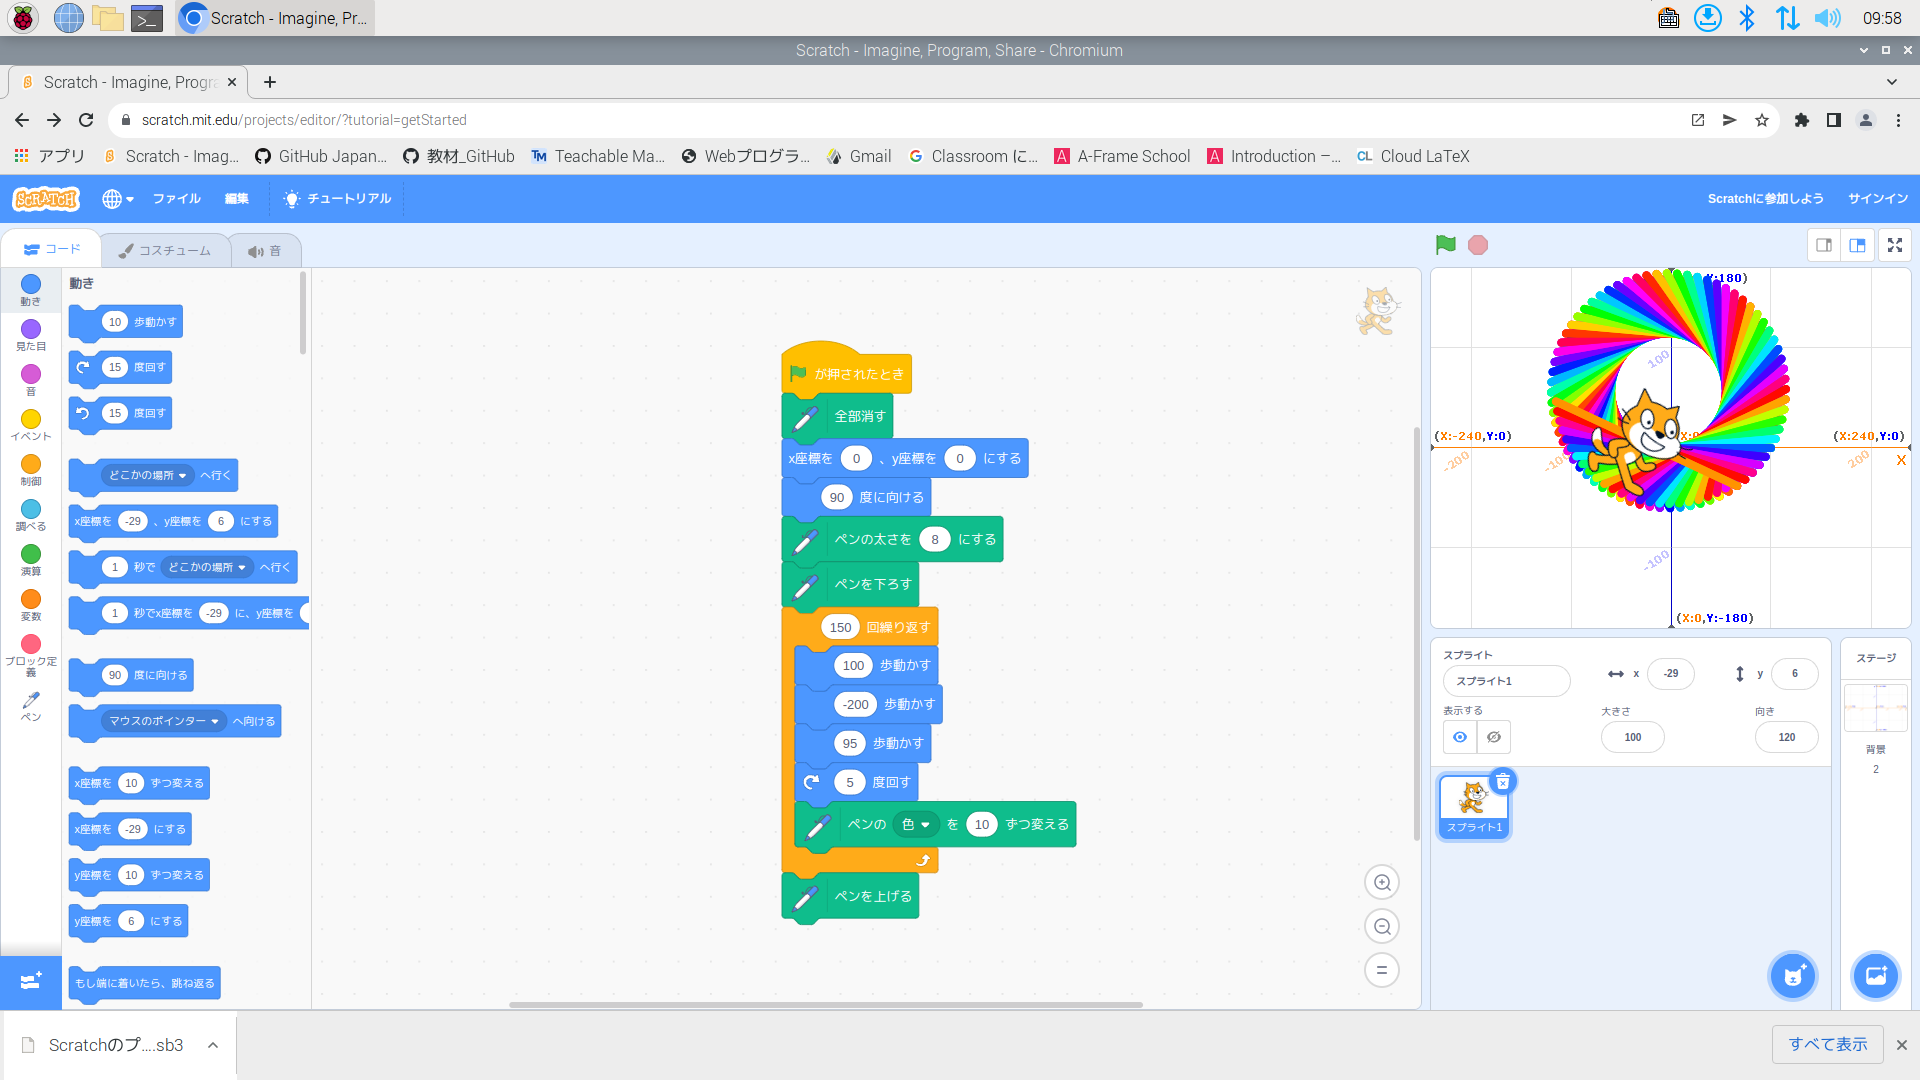 Scratch - Imagine, Pr...
09:58
Scratch - Imagine, Program, Share - Chromium
Scratch - Imagine, Progra
scratch.mit.edu/projects/editor/?tutorial=getStarted
アプリ Scratch - Imag... GitHub Japan... 教材_GitHub Teachable Ma... Webプログラ... Gmail Classroom に... A-Frame School Introduction –... CL Cloud LaTeX
SCRATCH ファイル 編集 チュートリアル Scratchに参加しよう サインイン
コード コスチューム 音
動き
見た目
音
イベント
制御
調べる
演算
変数
ブロック定義
ペン
動き
10 歩動かす
15 度回す
15 度回す
どこかの場所 へ行く
x座標を -29 、y座標を 6 にする
1 秒で どこかの場所 へ行く
1 秒でx座標を -29 に、y座標を
90 度に向ける
マウスのポインター へ向ける
x座標を 10 ずつ変える
x座標を -29 にする
y座標を 10 ずつ変える
y座標を 6 にする
もし端に着いたら、跳ね返る
が押されたとき
全部消す
x座標を 0 、y座標を 0 にする
90 度に向ける
ペンの太さを 8 にする
ペンを下ろす
150 回繰り返す
100 歩動かす
-200 歩動かす
95 歩動かす
5 度回す
ペンの 色 を 10 ずつ変える
ペンを上げる
Y:180)
100
(X:-240,Y:0)
(X:240,Y:0)
-200
200
X
-100
(X:0,Y:-180)
スプライト
スプライト1
x -29
y 6
表示する
大きさ
100
向き
120
スプライト1
ステージ
背景
2
Scratchのプ....sb3
すべて表示